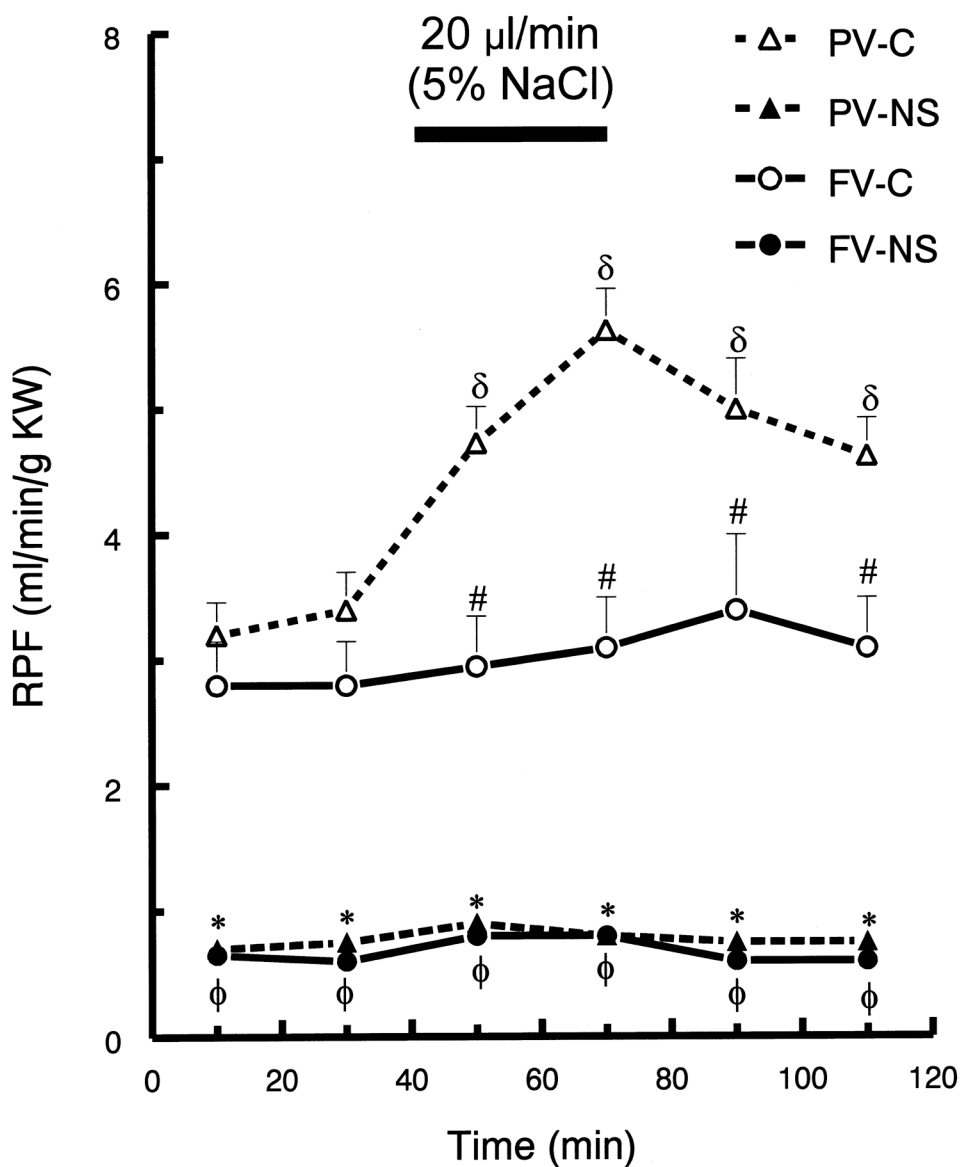 20 µl/min
(5% NaCl)
PV-C
PV-NS
FV-C
FV-NS
RPF (ml/min/g KW)
8
6
4
2
0
δ
δ
δ
δ
#
#
#
#
* * * * * *
ϕ ϕ ϕ ϕ ϕ ϕ
0 20 40 60 80 100 120
Time (min)